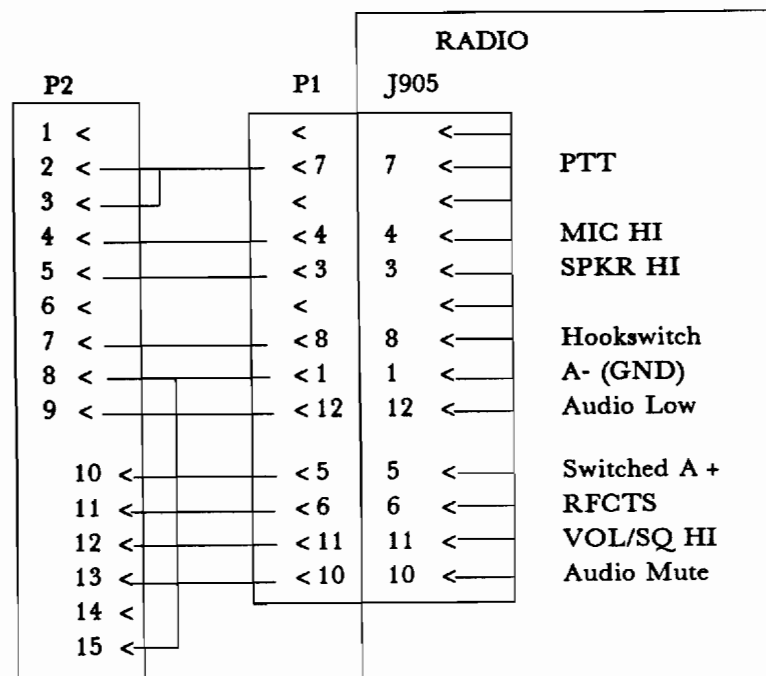 RADIO
P2 P1 J905
1 < < <
2 < < 7 7 < PTT
3 < < <
4 < < 4 4 < MIC HI
5 < < 3 3 < SPKR HI
6 < < <
7 < < 8 8 < Hookswitch
8 < < 1 1 < A- (GND)
9 < < 12 12 < Audio Low
10 < < 5 5 < Switched A +
11 < < 6 6 < RFCTS
12 < < 11 11 < VOL/SQ HI
13 < < 10 10 < Audio Mute
14 <
15 <